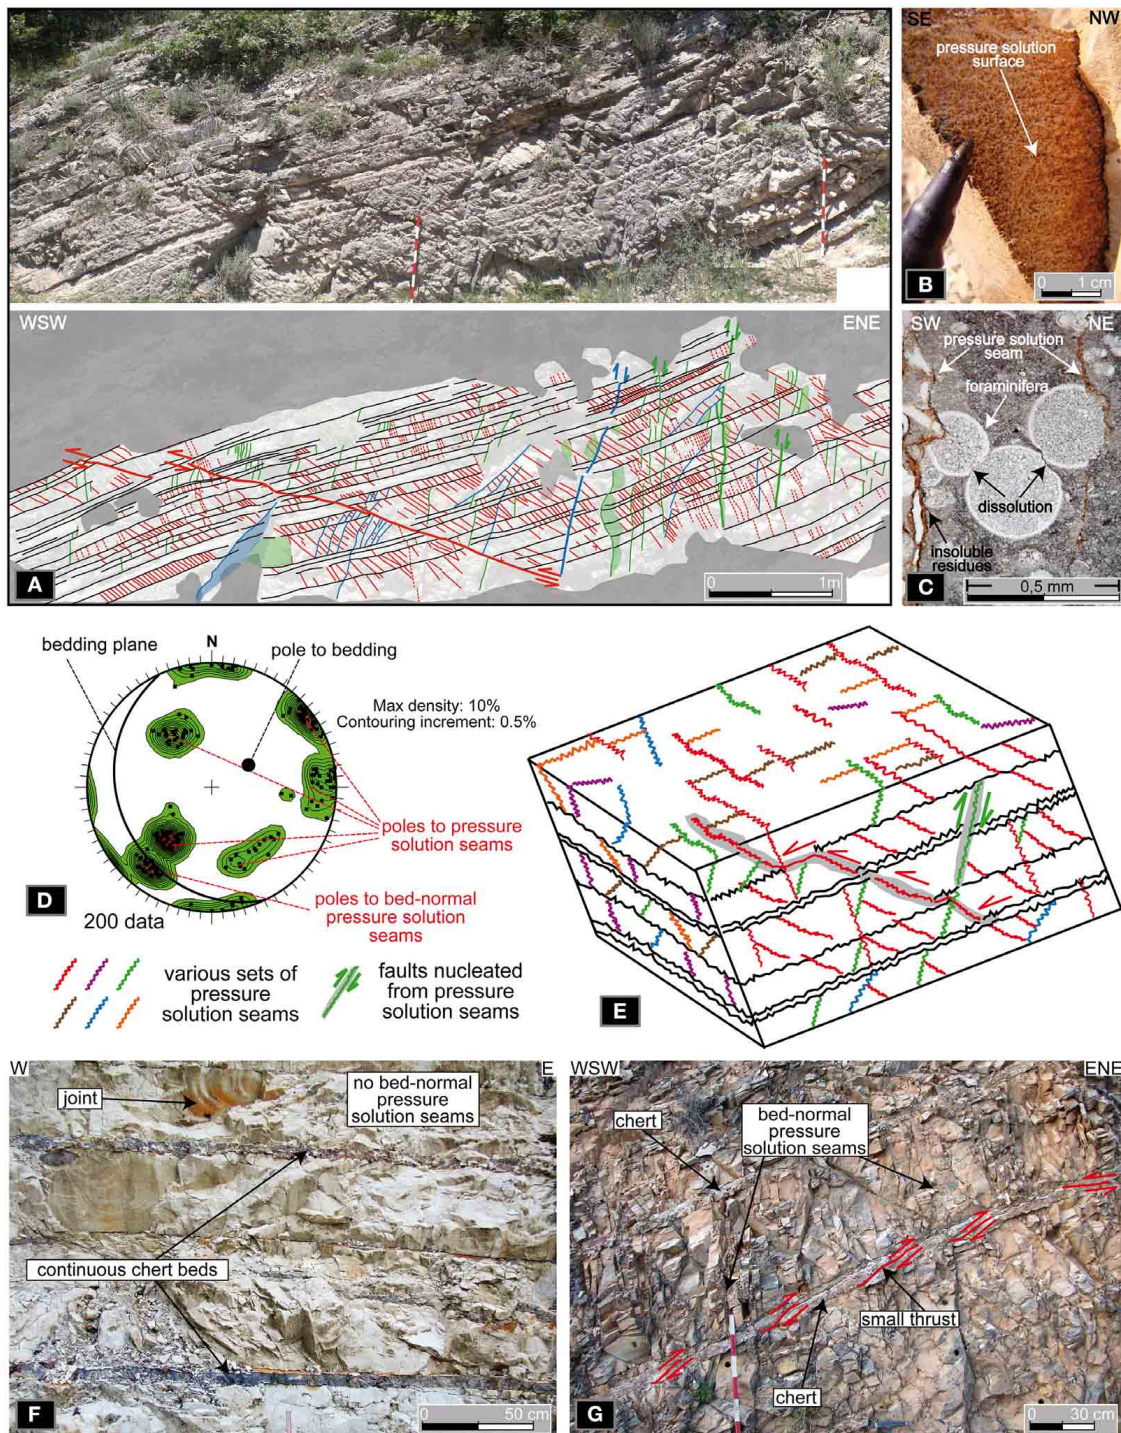 SE
NW
pressure solution
surface
0
1 cm
B
WSW
ENE
0
1m
A
SW
NE
pressure solution
seam
foraminifera
dissolution
insoluble
residues
0,5 mm
C
bedding plane
N
pole to bedding
Max density: 10%
Contouring increment: 0.5%
poles to pressure
solution seams
poles to bed-normal
pressure solution
seams
D
200 data
various sets of
pressure
solution seams
faults nucleated
from pressure
solution seams
E
W
E
joint
no bed-normal
pressure
solution seams
continuous chert beds
F
0
50 cm
WSW
ENE
chert
bed-normal
pressure
solution seams
small thrust
chert
G
0
30 cm